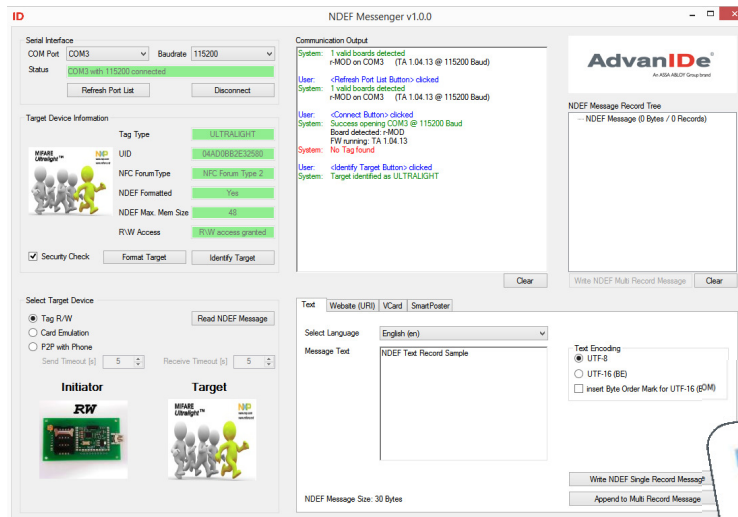 ID
NDEF Messenger v1.0.0
Serial Interface
COM Port COM3 Baudrate 115200
Status COM3 with 115200 connected
Refresh Port List Disconnect
Target Device Information
Tag Type ULTRALIGHT
MIFARE
Ultralight™ NXP
UID 04AD0BB2E32580
NFC ForumType NFC Forum Type 2
NDEF Formatted Yes
NDEF Max. Mem Size 48
R\W Access R\W access granted
Security Check Format Target Identify Target
Communication Output
System: 1 valid boards detected
r-MOD on COM3 (TA 1.04.13 @ 115200 Baud)
User: <Refresh Port List Button> clicked
System: 1 valid boards detected
r-MOD on COM3 (TA 1.04.13 @ 115200 Baud)
User: <Connect Button> clicked
System: Success opening COM3 @ 115200 Baud
Board detected: r-MOD
FW running: TA 1.04.13
System: No Tag found
User: <Identify Target Button> clicked
System: Target identified as ULTRALIGHT
Clear
AdvanIDe
An ASSA ABLOY Group brand
NDEF Message Record Tree
NDEF Message (0 Bytes / 0 Records)
Write NDEF Multi Record Message Clear
Select Target Device
Tag R/W Read NDEF Message
Card Emulation
P2P with Phone
Send Timeout [s] 5 Receive Timeout [s] 5
Initiator Target
RW
MIFARE
Ultralight™ NXP
Text Website (URI) VCard SmartPoster
Select Language English (en)
Message Text NDEF Text Record Sample
Text Encoding
UTF-8
UTF-16 (BE)
insert Byte Order Mark for UTF-16 (BOM)
Write NDEF Single Record Message
NDEF Message Size: 30 Bytes Append to Multi Record Message